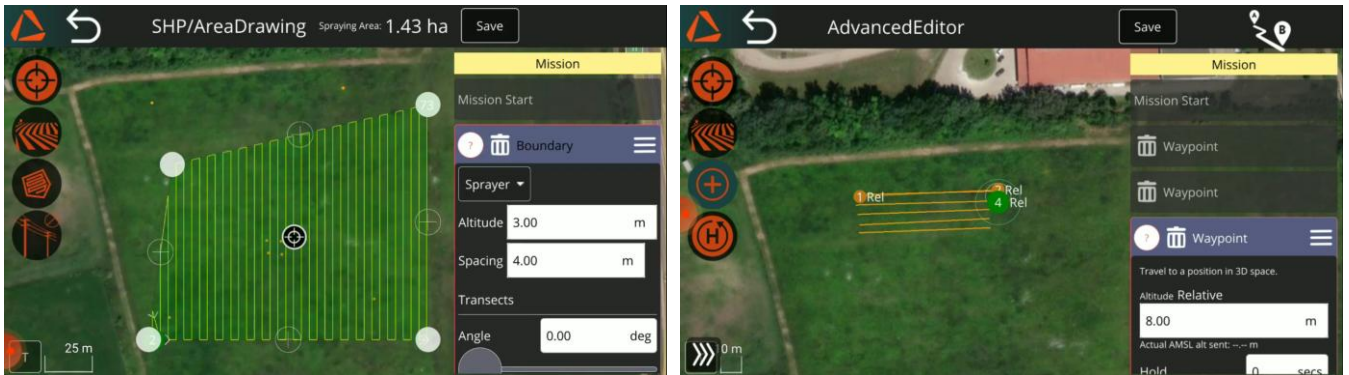 SHP/AreaDrawing Spraying Area: 1.43 ha Save
Mission
Mission Start
? Boundary
Sprayer
Altitude 3.00 m
Spacing 4.00 m
Transects
Angle 0.00 deg
73
2
T 25 m
AdvancedEditor Save A B
Mission
Mission Start
Waypoint
Waypoint
? Waypoint
Travel to a position in 3D space.
Altitude Relative
8.00 m
Actual AMSL alt sent: --.-- m
Hold 0 secs
1 Rel
Rel
4 Rel
H
0 m